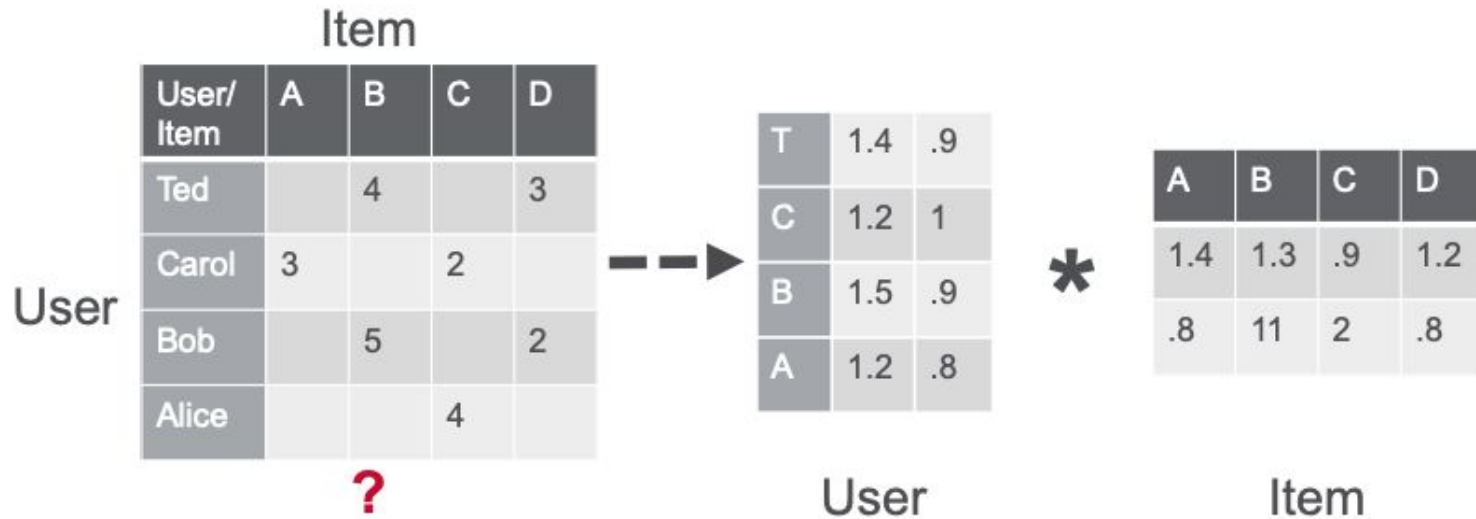 Item
User/ A B C D
Item
Ted 4 3
Carol 3 2
User
Bob 5 2
Alice 4
?
T 1.4 .9
C 1.2 1
B 1.5 .9
A 1.2 .8
User
*
A B C D
1.4 1.3 .9 1.2
.8 11 2 .8
Item